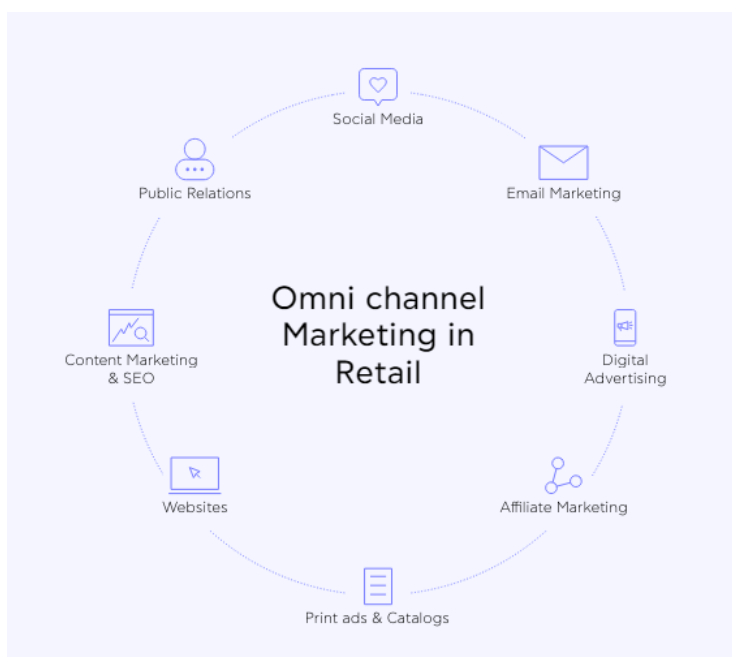 Social Media
Public Relations
Email Marketing
Omni channel
Marketing in
Retail
Content Marketing
& SEO
Digital
Advertising
Websites
Affiliate Marketing
Print ads & Catalogs